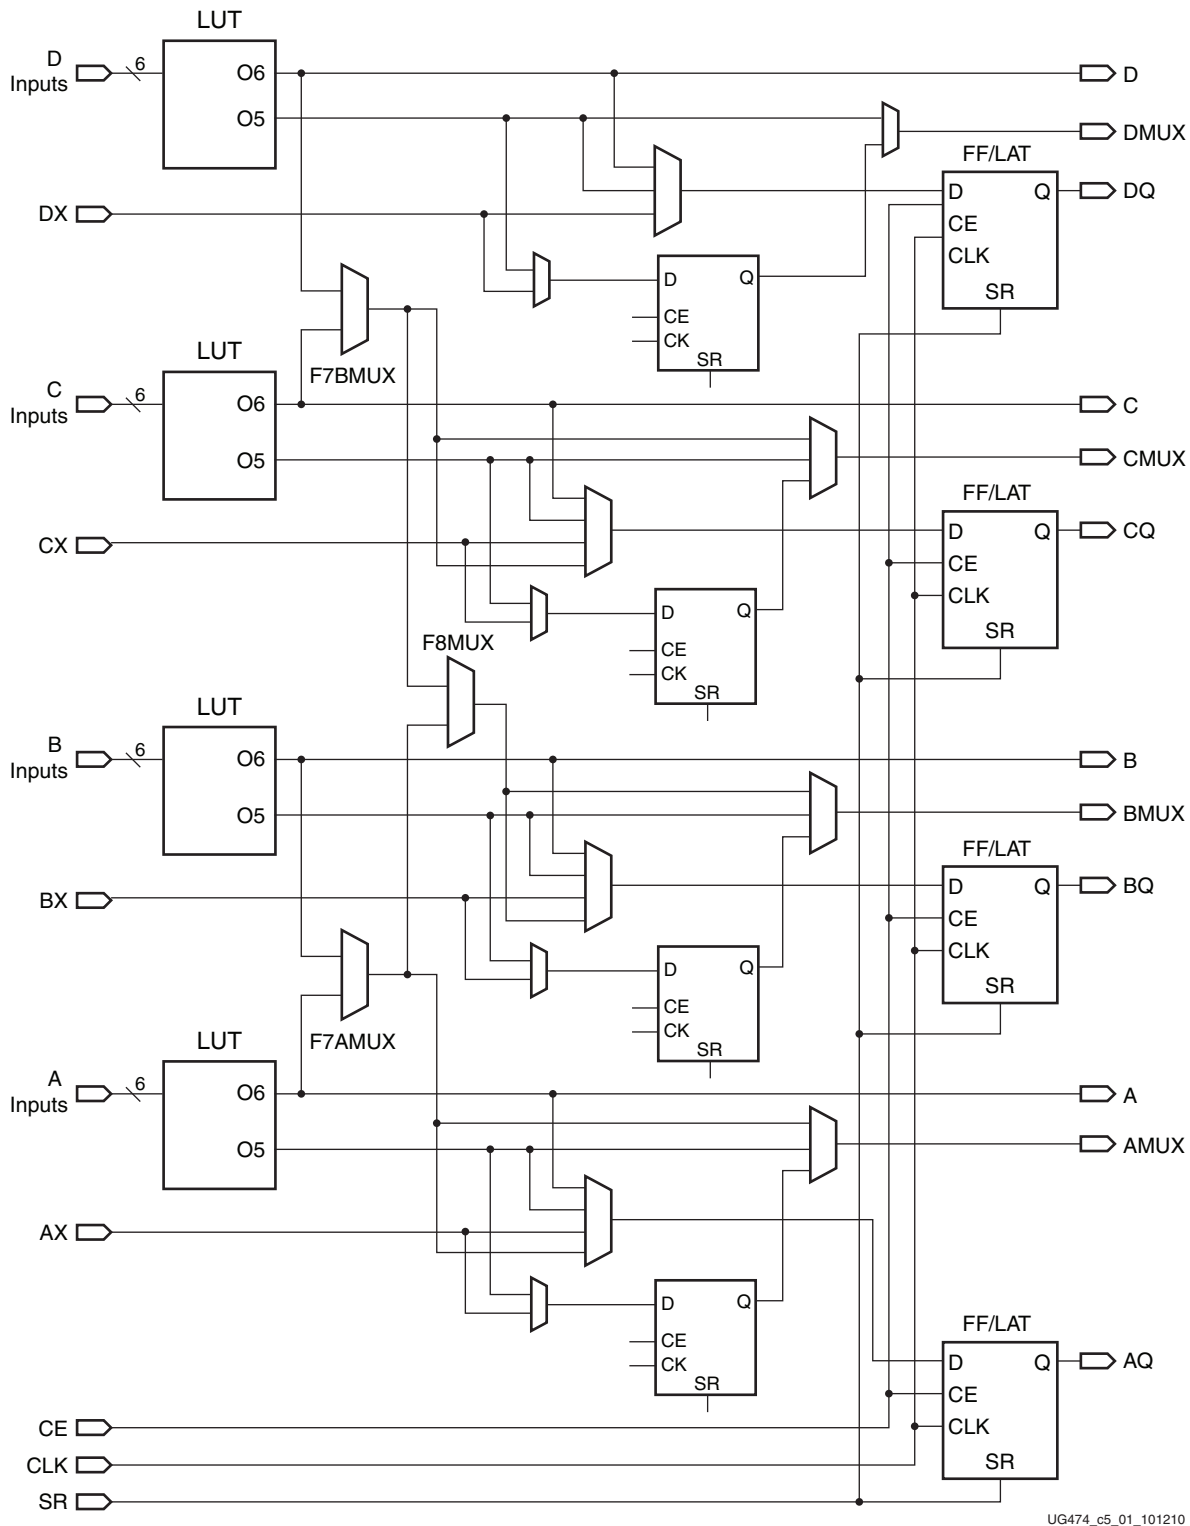 LUT
D
Inputs
6
O6
D
O5
DMUX
FF/LAT
D
Q
DQ
DX
CE
CLK
D
Q
SR
CE
CK
SR
LUT
F7BMUX
C
Inputs
6
O6
C
O5
CMUX
FF/LAT
CX
D
Q
CQ
CE
CLK
D
Q
SR
F8MUX
CE
CK
SR
LUT
B
Inputs
6
O6
B
O5
BMUX
FF/LAT
D
Q
BQ
BX
CE
CLK
D
Q
SR
CE
CK
F7AMUX
SR
LUT
A
Inputs
6
O6
A
O5
AMUX
AX
D
Q
FF/LAT
CE
D
Q
AQ
CK
SR
CE
CE
CLK
CLK
SR
SR
UG474_c5_01_101210